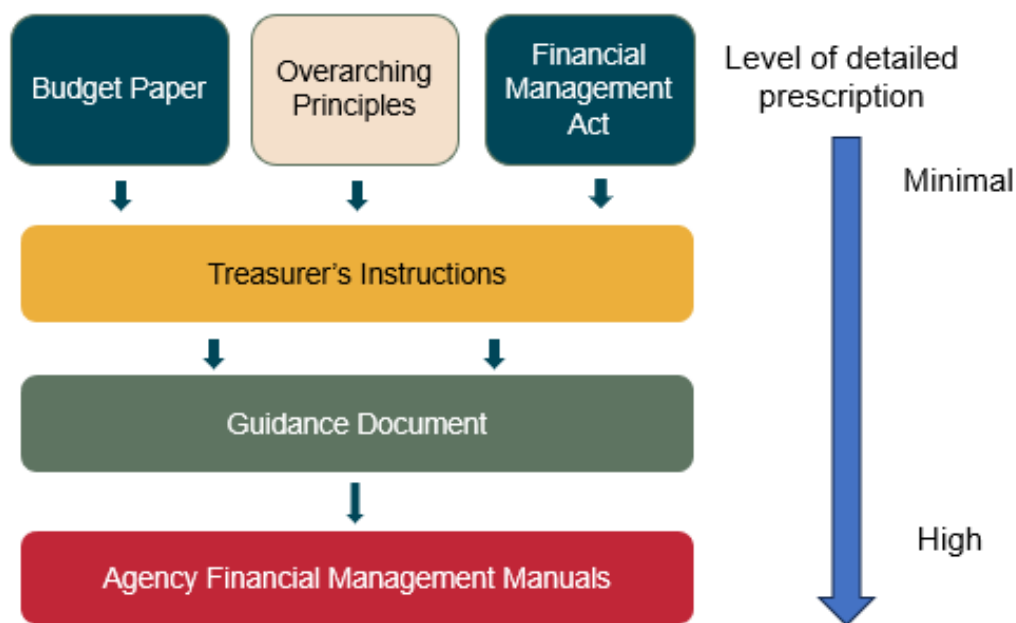 Budget Paper
Overarching
Principles
Financial
Management
Act
Level of detailed
prescription
Minimal
Treasurer’s Instructions
Guidance Document
High
Agency Financial Management Manuals